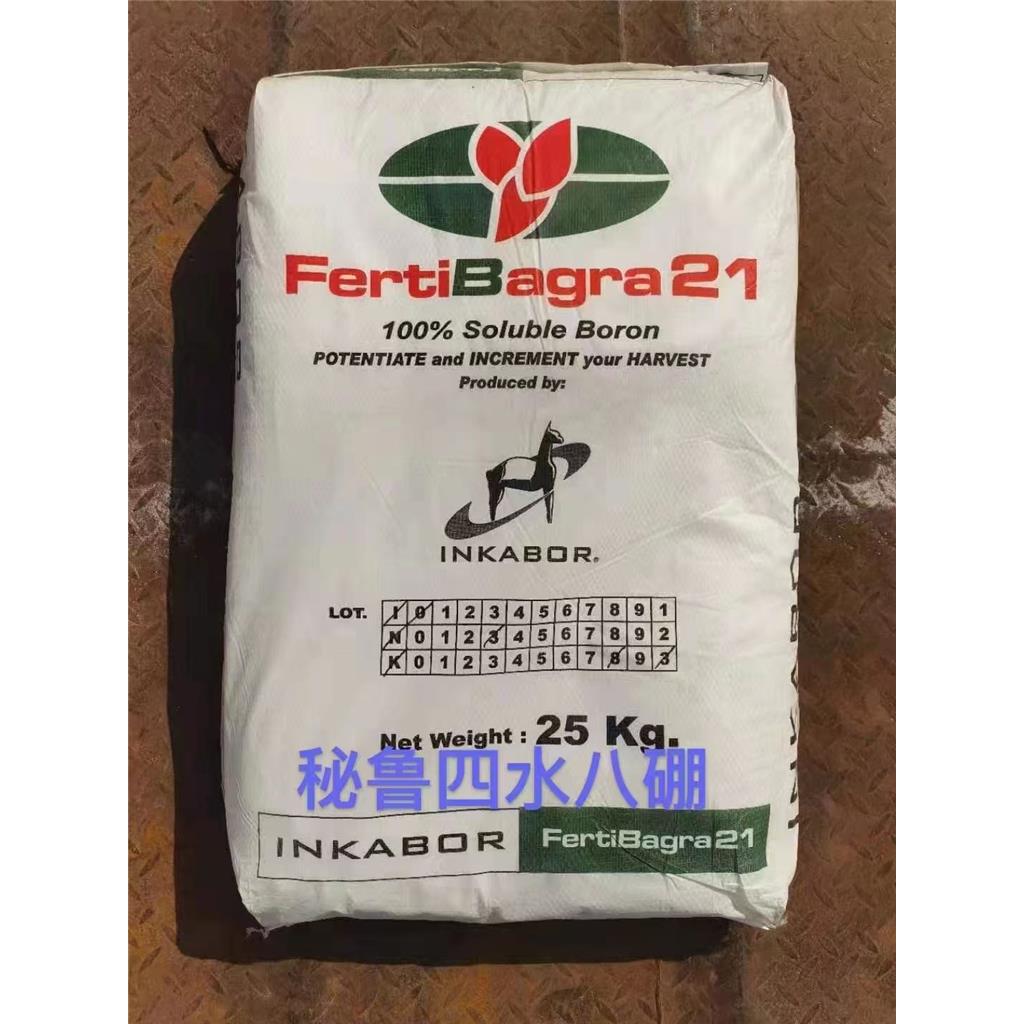 FertiBagra21
100% Soluble Boron
POTENTIATE and INCREMENT your HARVEST
Produced by:
INKABOR®
LOT. I 0 1 2 3 4 5 6 7 8 9 1
N 0 1 2 3 4 5 6 7 8 9 2
K 0 1 2 3 4 5 6 7 8 9 3
Net Weight : 25 Kg.
秘鲁四水八硼
INKABOR FertiBagra21
INKABOR